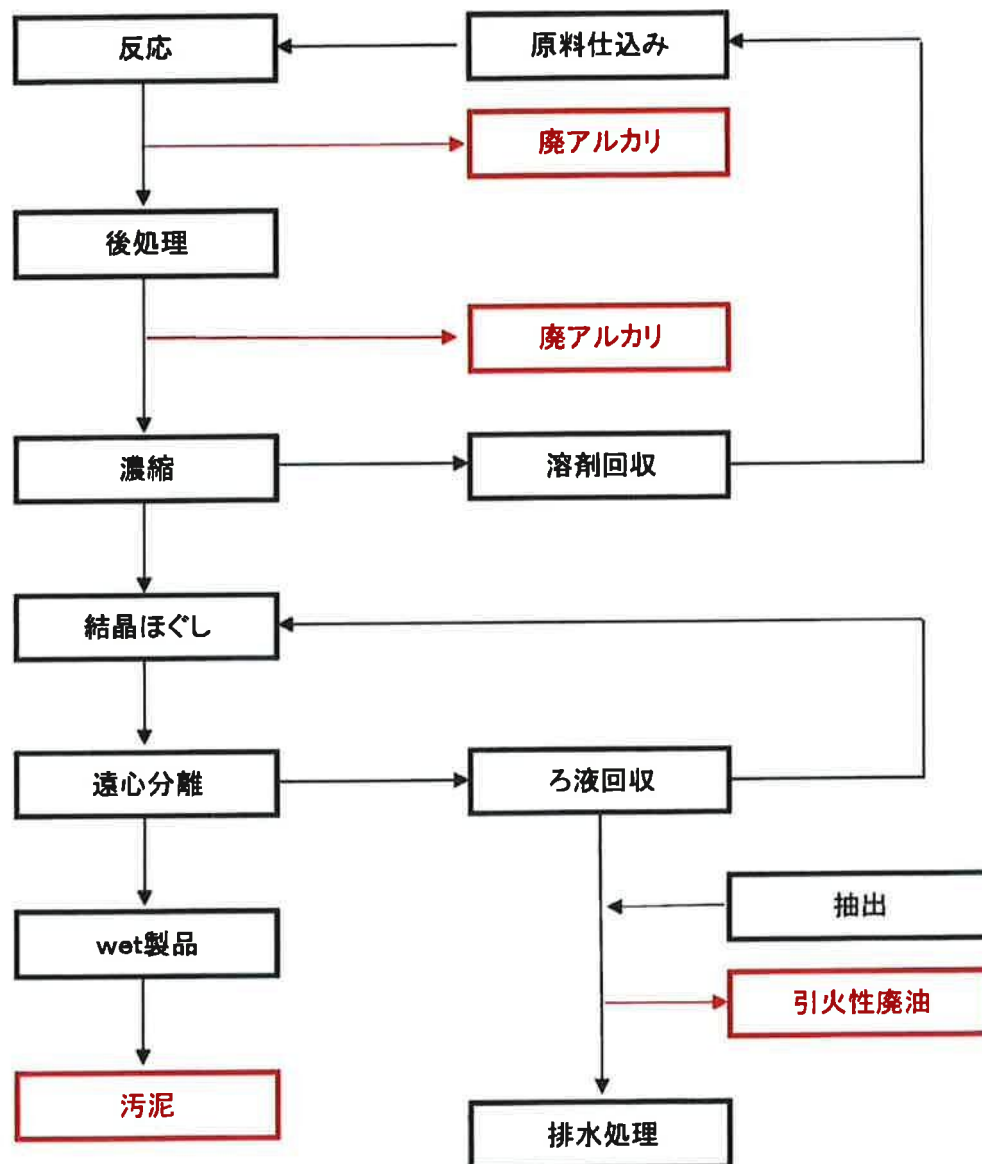 反応
原料仕込み
廃アルカリ
後処理
廃アルカリ
濃縮
溶剤回収
結晶ほぐし
遠心分離
ろ液回収
抽出
wet製品
引火性廃油
汚泥
排水処理